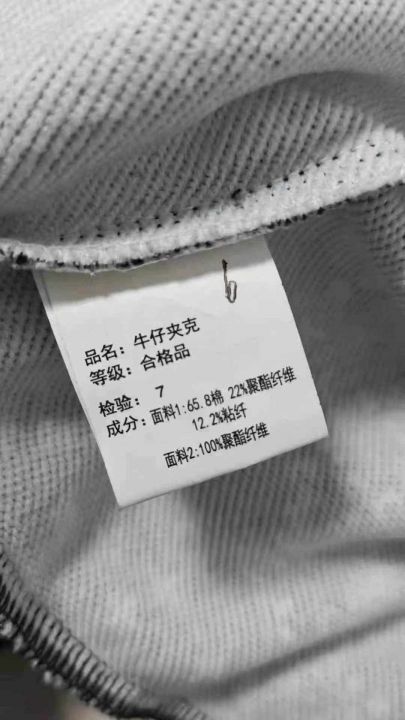 品名: 牛仔夹克
等级: 合格品
检验: 7
成分: 面料1:65.8棉 22%聚酯纤维
12.2%粘纤
面料2:100%聚酯纤维